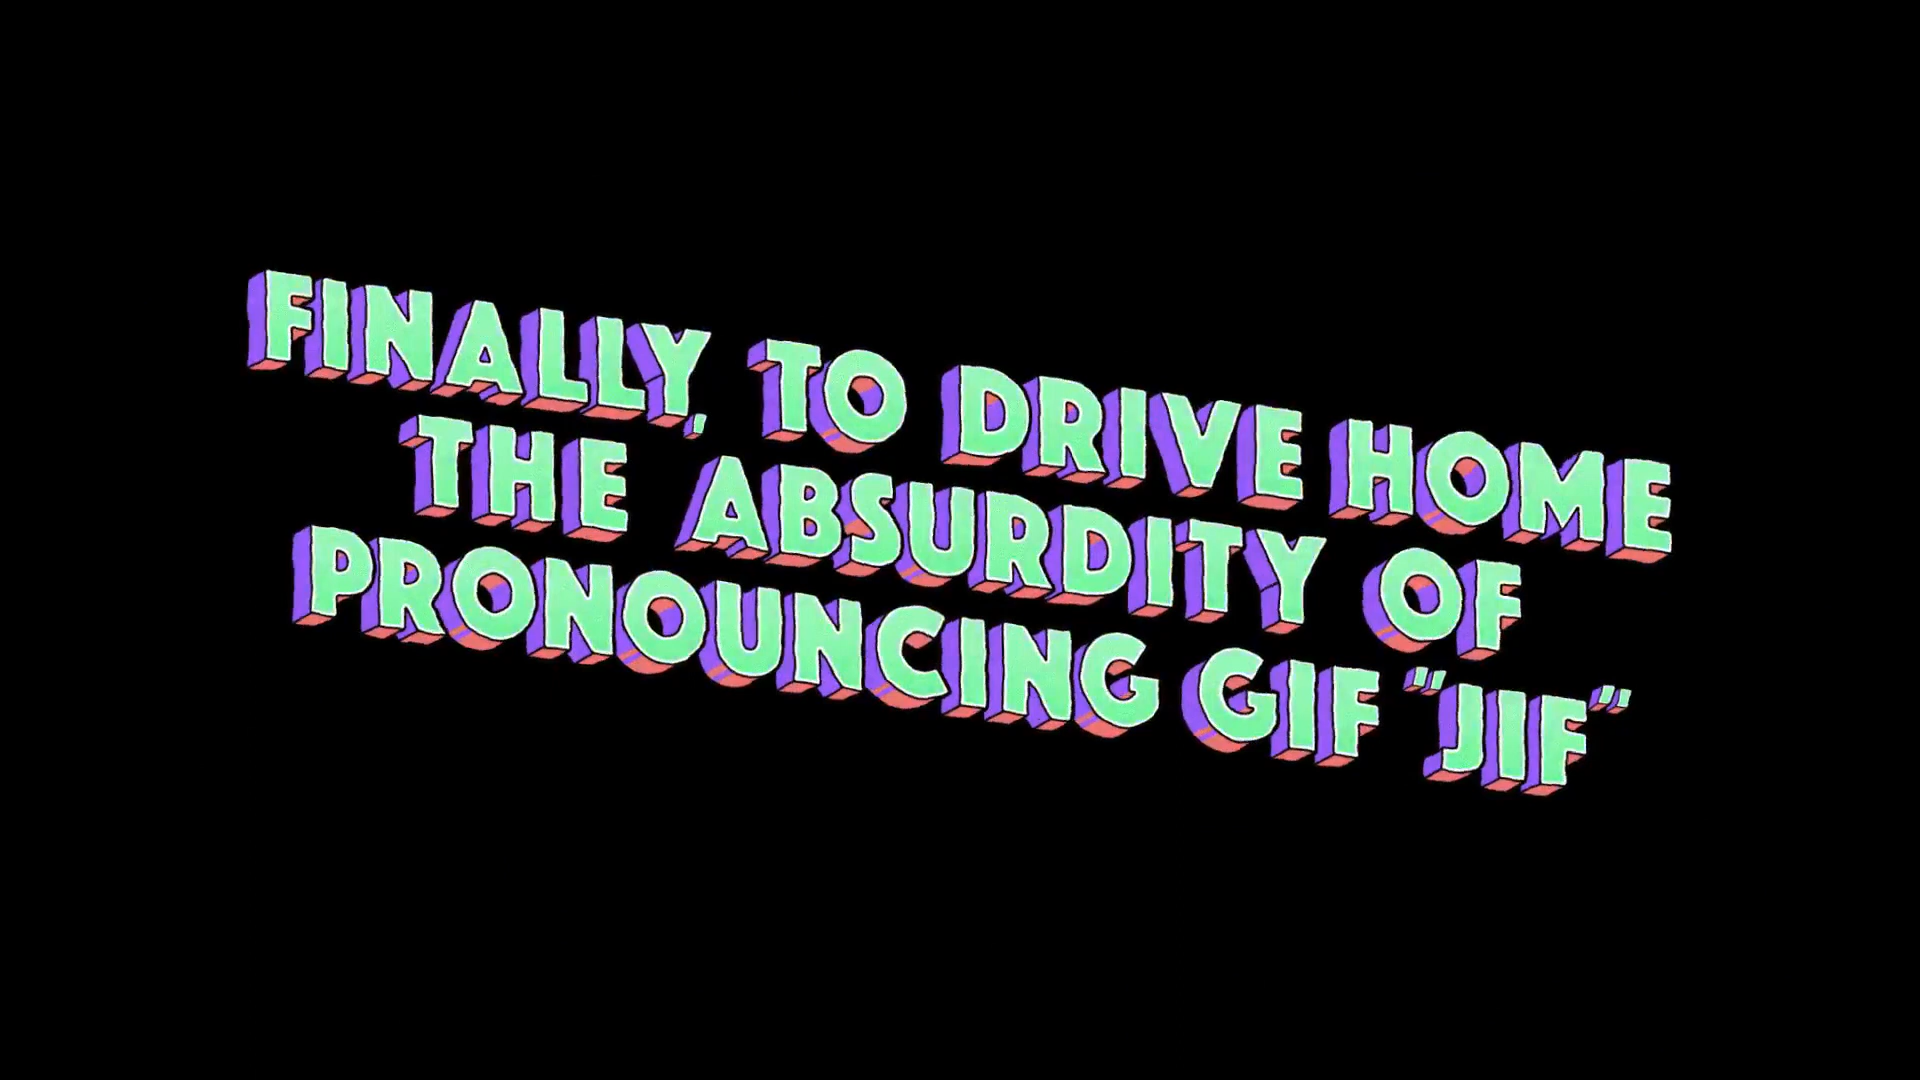 FINALLY, TO DRIVE HOME
THE ABSURDITY OF
PRONOUNCING GIF "JIF"